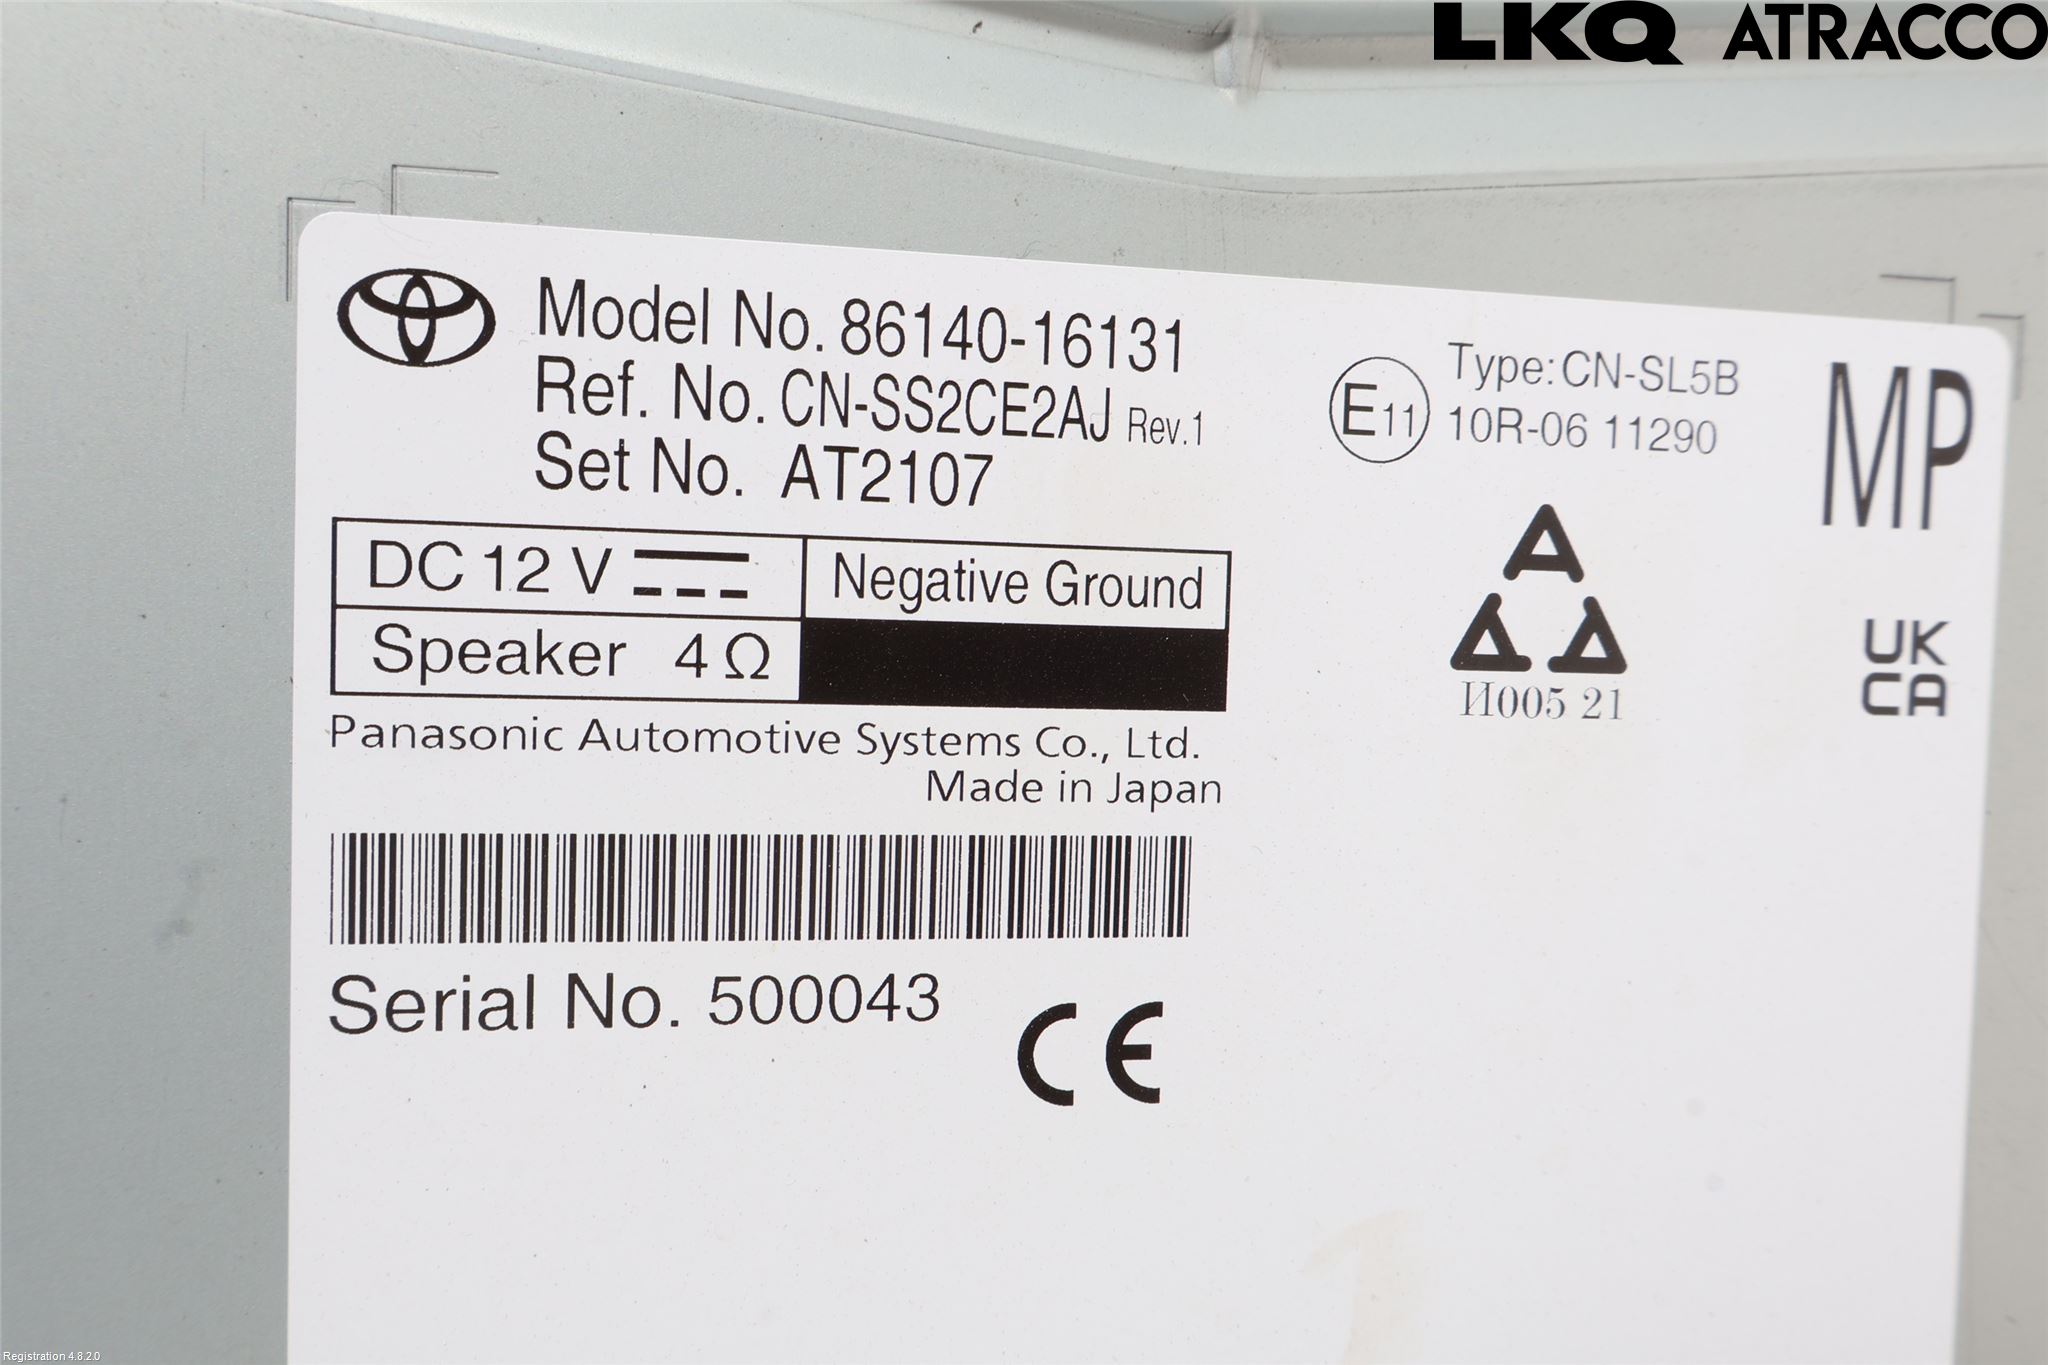 LKQ ATRACCO
Model No. 86140-16131
Ref. No. CN-SS2CE2AJ Rev.1
Set No. AT2107
E11
Type:CN-SL5B
10R-06 11290
MP
DC 12 V
Negative Ground
Speaker 4Ω
И005 21
UK
CA
Panasonic Automotive Systems Co., Ltd.
Made in Japan
Serial No. 500043
CE
Registration 4.8.2.0